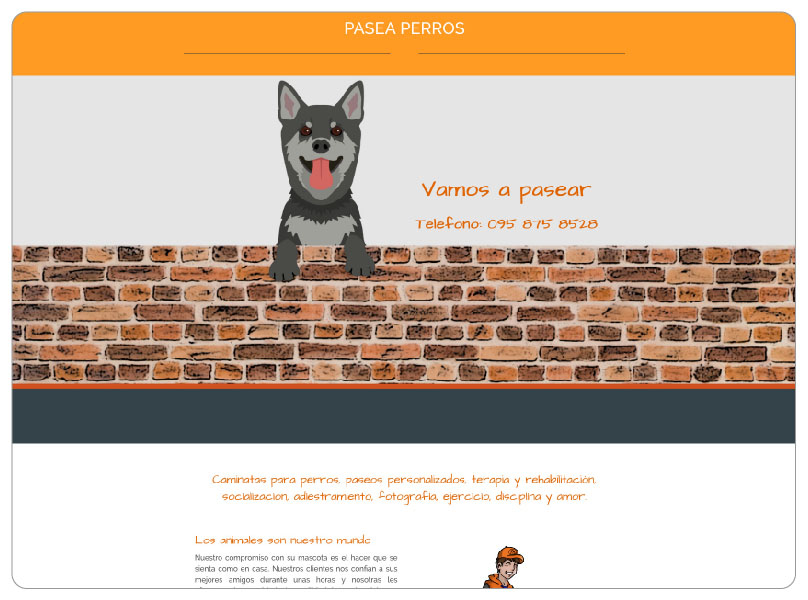 PASEA PERROS
Vamos a pasear
Telefono: 095 875 8528
Caminatas para perros, paseos personalizados, terapia y rehabilitación,
socializacion, adiestramento, fotografia, ejercicio, disciplina y amor.
Los animales son nuestro mundo
Nuestro compromiso con su mascota es el hacer que se
sienta como en casa. Nuestros clientes nos confían a sus
mejores amigos durante unas horas y nosotras les